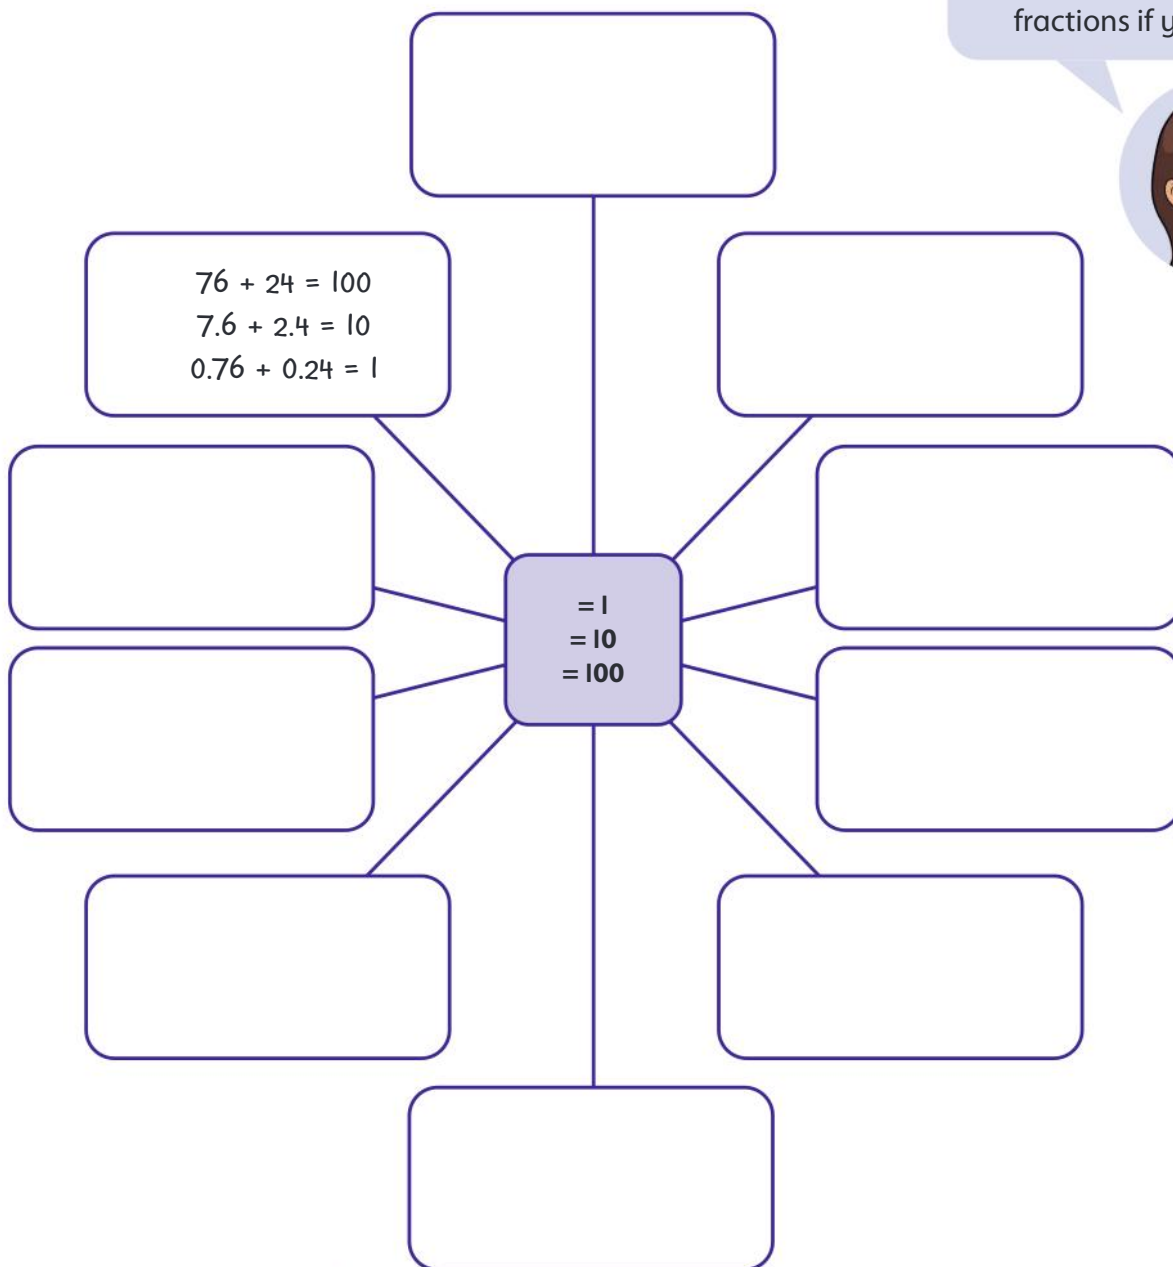 fractions if y
76 + 24 = 100
7.6 + 2.4 = 10
0.76 + 0.24 = 1
= 1
= 10
= 100